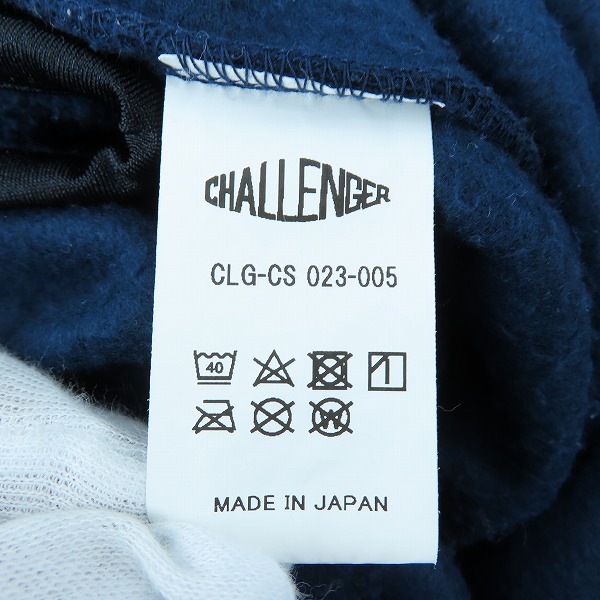 CHALLENGER
CLG-CS 023-005
40
W
MADE IN JAPAN